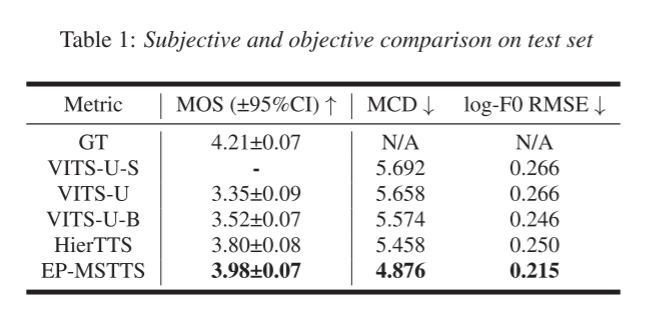 Table 1: Subjective and objective comparison on test set
Metric MOS (±95%CI) ↑ MCD ↓ log-F0 RMSE ↓
GT 4.21±0.07 N/A N/A
VITS-U-S - 5.692 0.266
VITS-U 3.35±0.09 5.658 0.266
VITS-U-B 3.52±0.07 5.574 0.246
HierTTS 3.80±0.08 5.458 0.250
EP-MSTTS 3.98±0.07 4.876 0.215